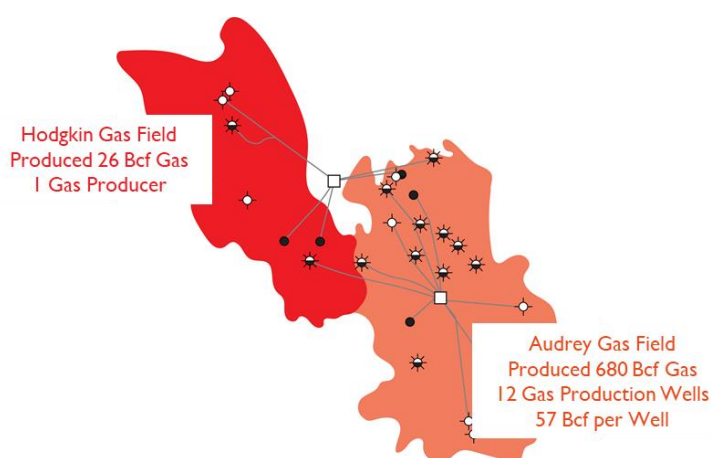 Hodgkin Gas Field
Produced 26 Bcf Gas
1 Gas Producer
Audrey Gas Field
Produced 680 Bcf Gas
12 Gas Production Wells
57 Bcf per Well